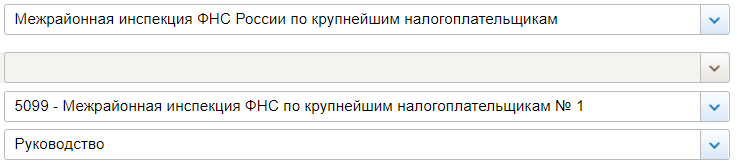 Межрайонная инспекция ФНС России по крупнейшим налогоплательщикам
5099 - Межрайонная инспекция ФНС по крупнейшим налогоплательщикам № 1
Руководство